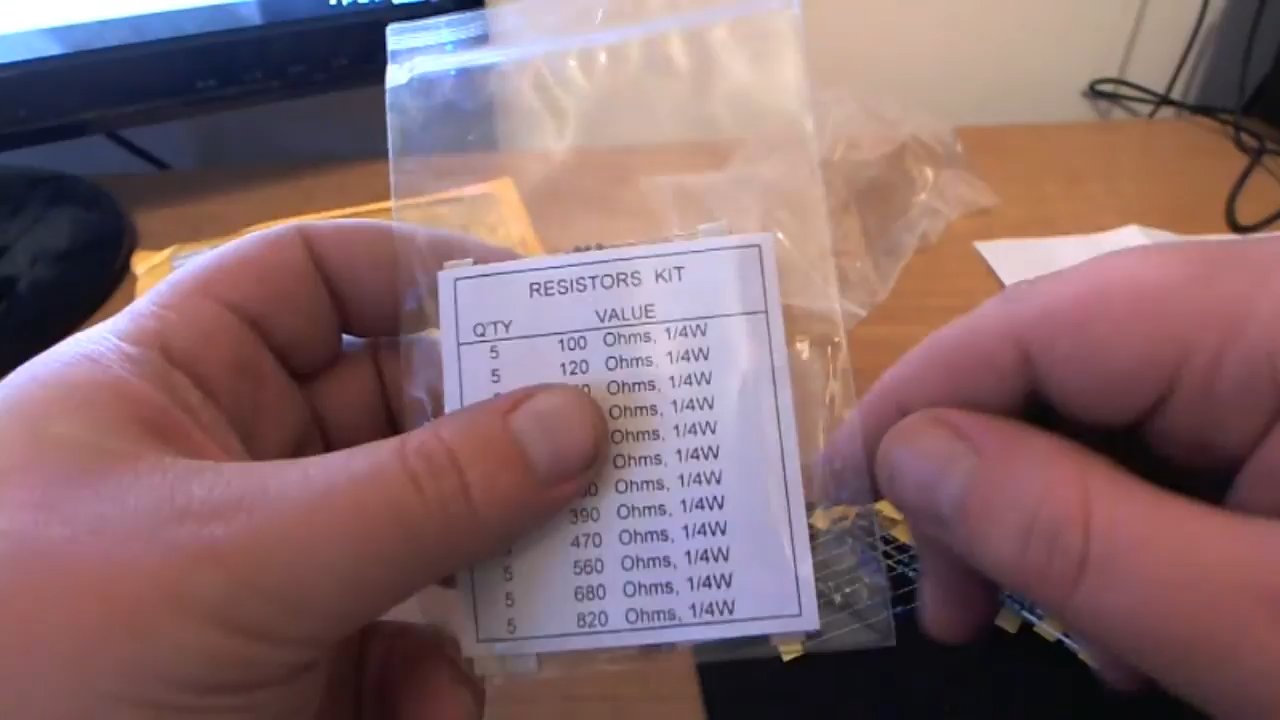 RESISTORS KIT
Q'TY VALUE
5 100 Ohms, 1/4W
5 120 Ohms, 1/4W
Ohms, 1/4W
Ohms, 1/4W
Ohms, 1/4W
Ohms, 1/4W
Ohms, 1/4W
390 Ohms, 1/4W
470 Ohms, 1/4W
5 560 Ohms, 1/4W
5 680 Ohms, 1/4W
5 820 Ohms, 1/4W